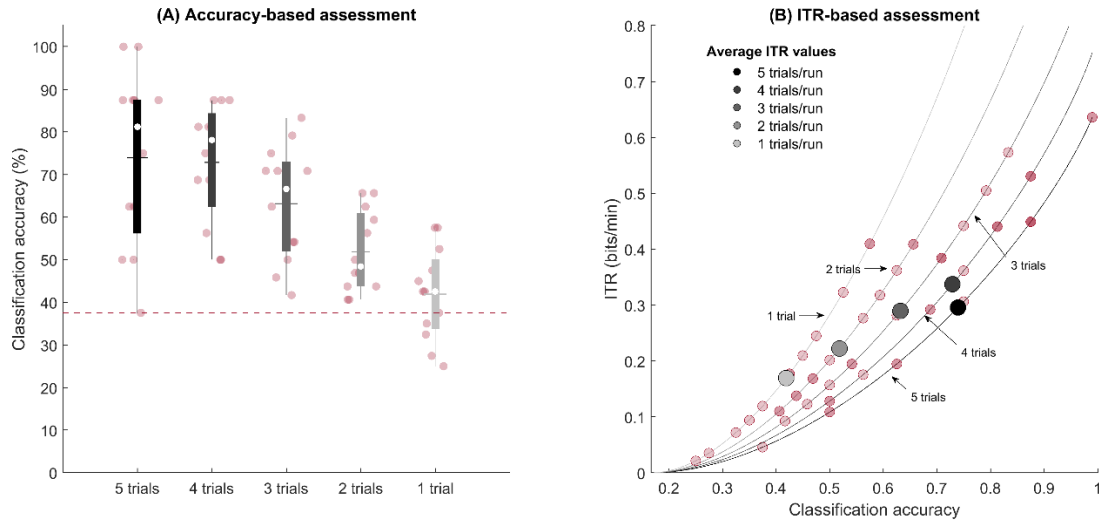 (A) Accuracy-based assessment
Classification accuracy (%)
100
90
80
70
60
50
40
30
20
10
0
5 trials
4 trials
3 trials
2 trials
1 trial
(B) ITR-based assessment
ITR (bits/min)
0.8
0.7
0.6
0.5
0.4
0.3
0.2
0.1
0
Average ITR values
5 trials/run
4 trials/run
3 trials/run
2 trials/run
1 trials/run
2 trials
3 trials
1 trial
4 trials
5 trials
0.2
0.3
0.4
0.5
0.6
0.7
0.8
0.9
1
Classification accuracy